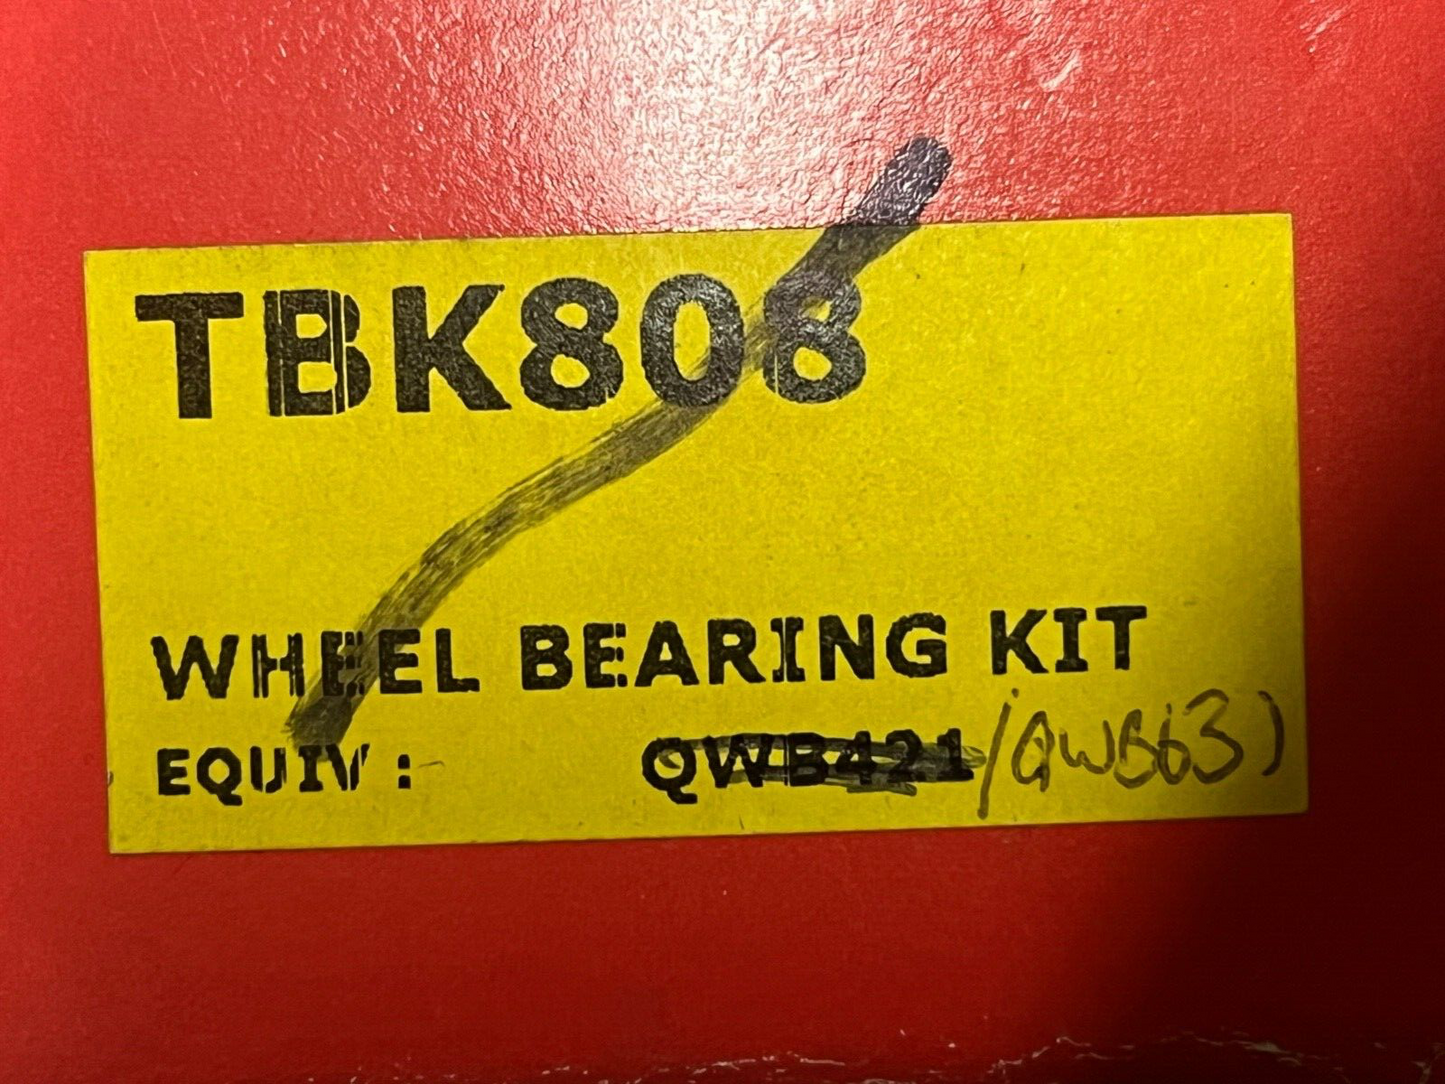 TBK808
WHEEL BEARING KIT
EQUIV : QWB421 /QWB63)